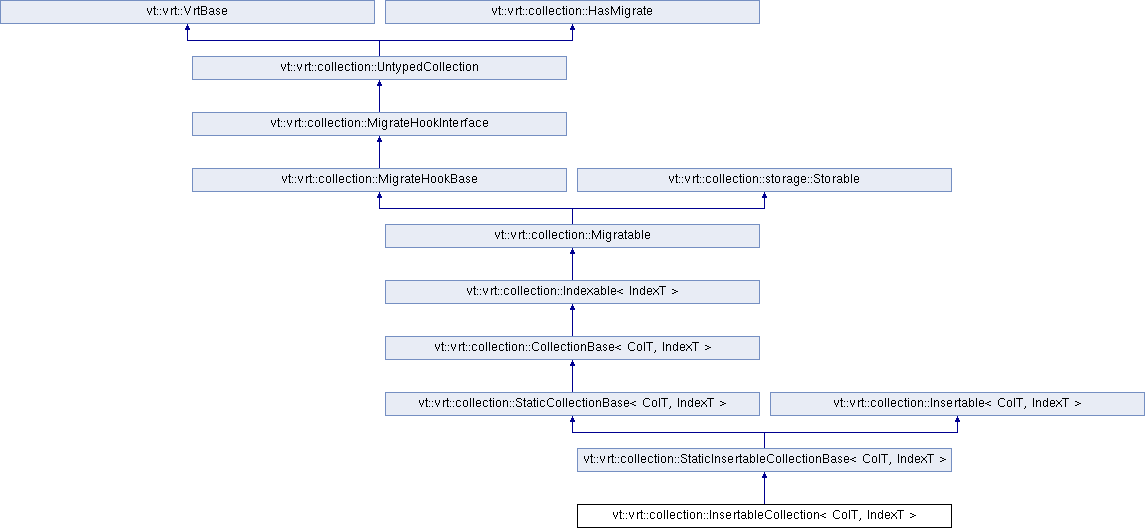 vt::vrt::VrtBase
vt::vrt::collection::HasMigrate
vt::vrt::collection::UntypedCollection
vt::vrt::collection::MigrateHookInterface
vt::vrt::collection::MigrateHookBase
vt::vrt::collection::storage::Storable
vt::vrt::collection::Migratable
vt::vrt::collection::Indexable< IndexT >
vt::vrt::collection::CollectionBase< ColT, IndexT >
vt::vrt::collection::StaticCollectionBase< ColT, IndexT >
vt::vrt::collection::Insertable< ColT, IndexT >
vt::vrt::collection::StaticInsertableCollectionBase< ColT, IndexT >
vt::vrt::collection::InsertableCollection< ColT, IndexT >